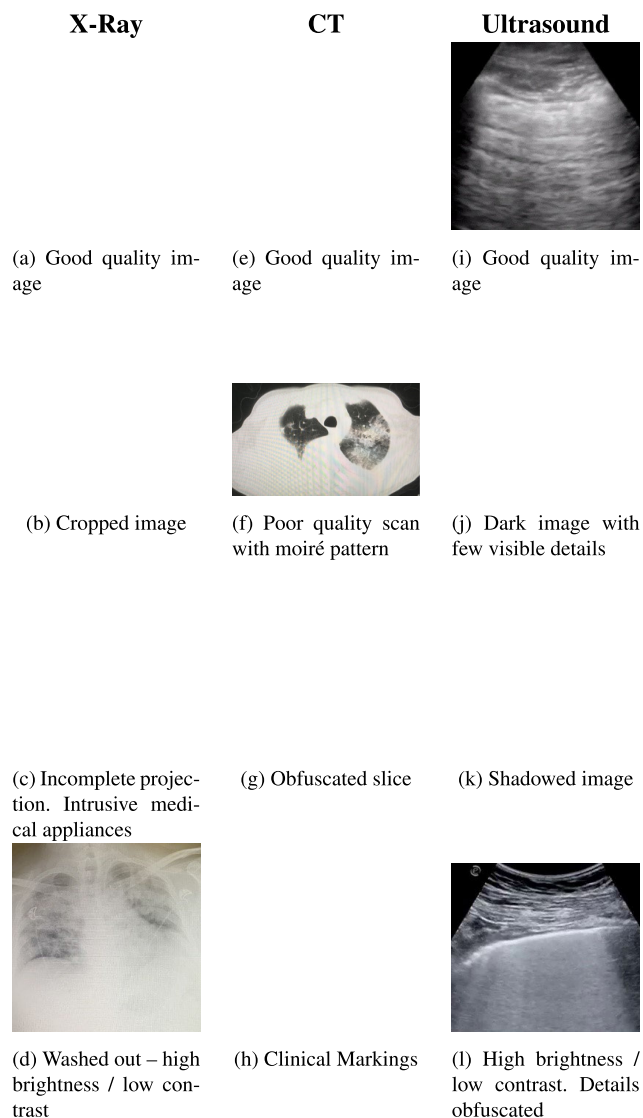 X-Ray CT Ultrasound
(a) Good quality im-
age
(e) Good quality im-
age
(i) Good quality im-
age
(b) Cropped image
(f) Poor quality scan
with moiré pattern
(j) Dark image with
few visible details
(c) Incomplete projec-
tion. Intrusive medi-
cal appliances
(g) Obfuscated slice
(k) Shadowed image
(d) Washed out – high
brightness / low con-
trast
(h) Clinical Markings
(l) High brightness /
low contrast. Details
obfuscated